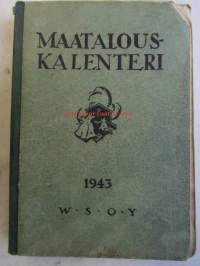 MAATALOUS-
KALENTERI
1943
W · S · O · Y